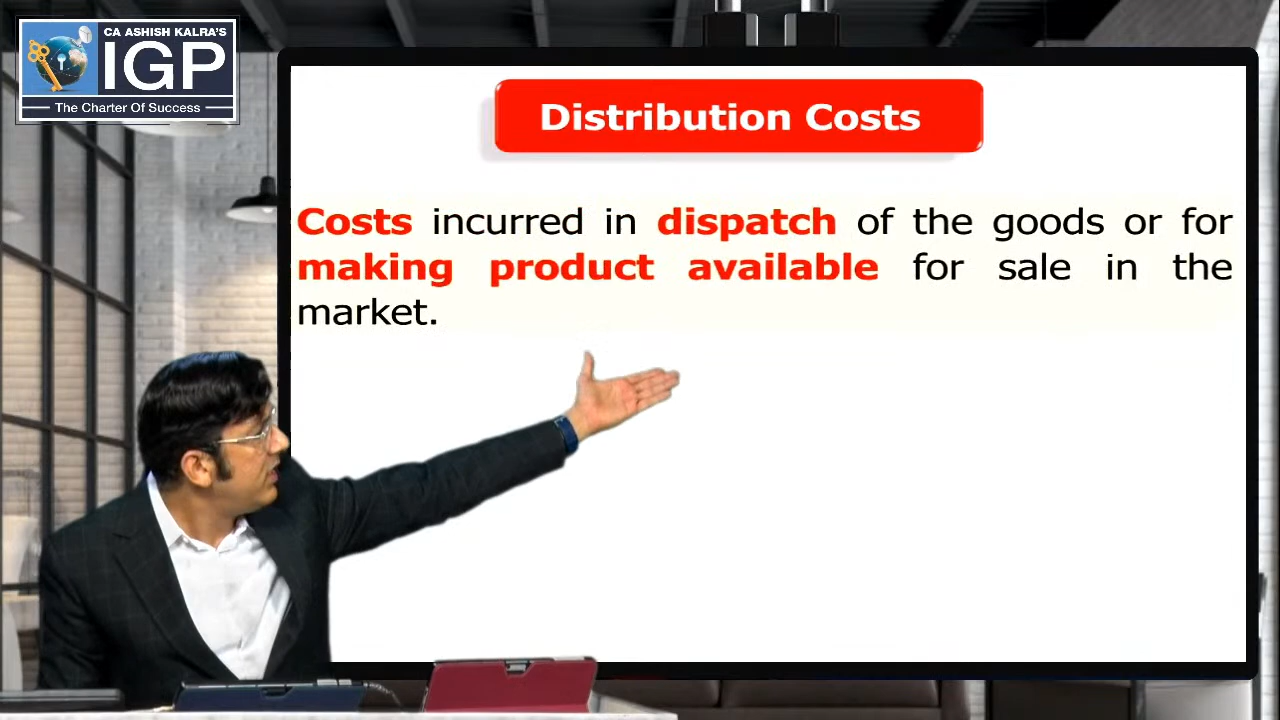 CA ASHISH KALRA'S
IGP
The Charter Of Success
Distribution Costs
Costs incurred in dispatch of the goods or for
making product available for sale in the
market.